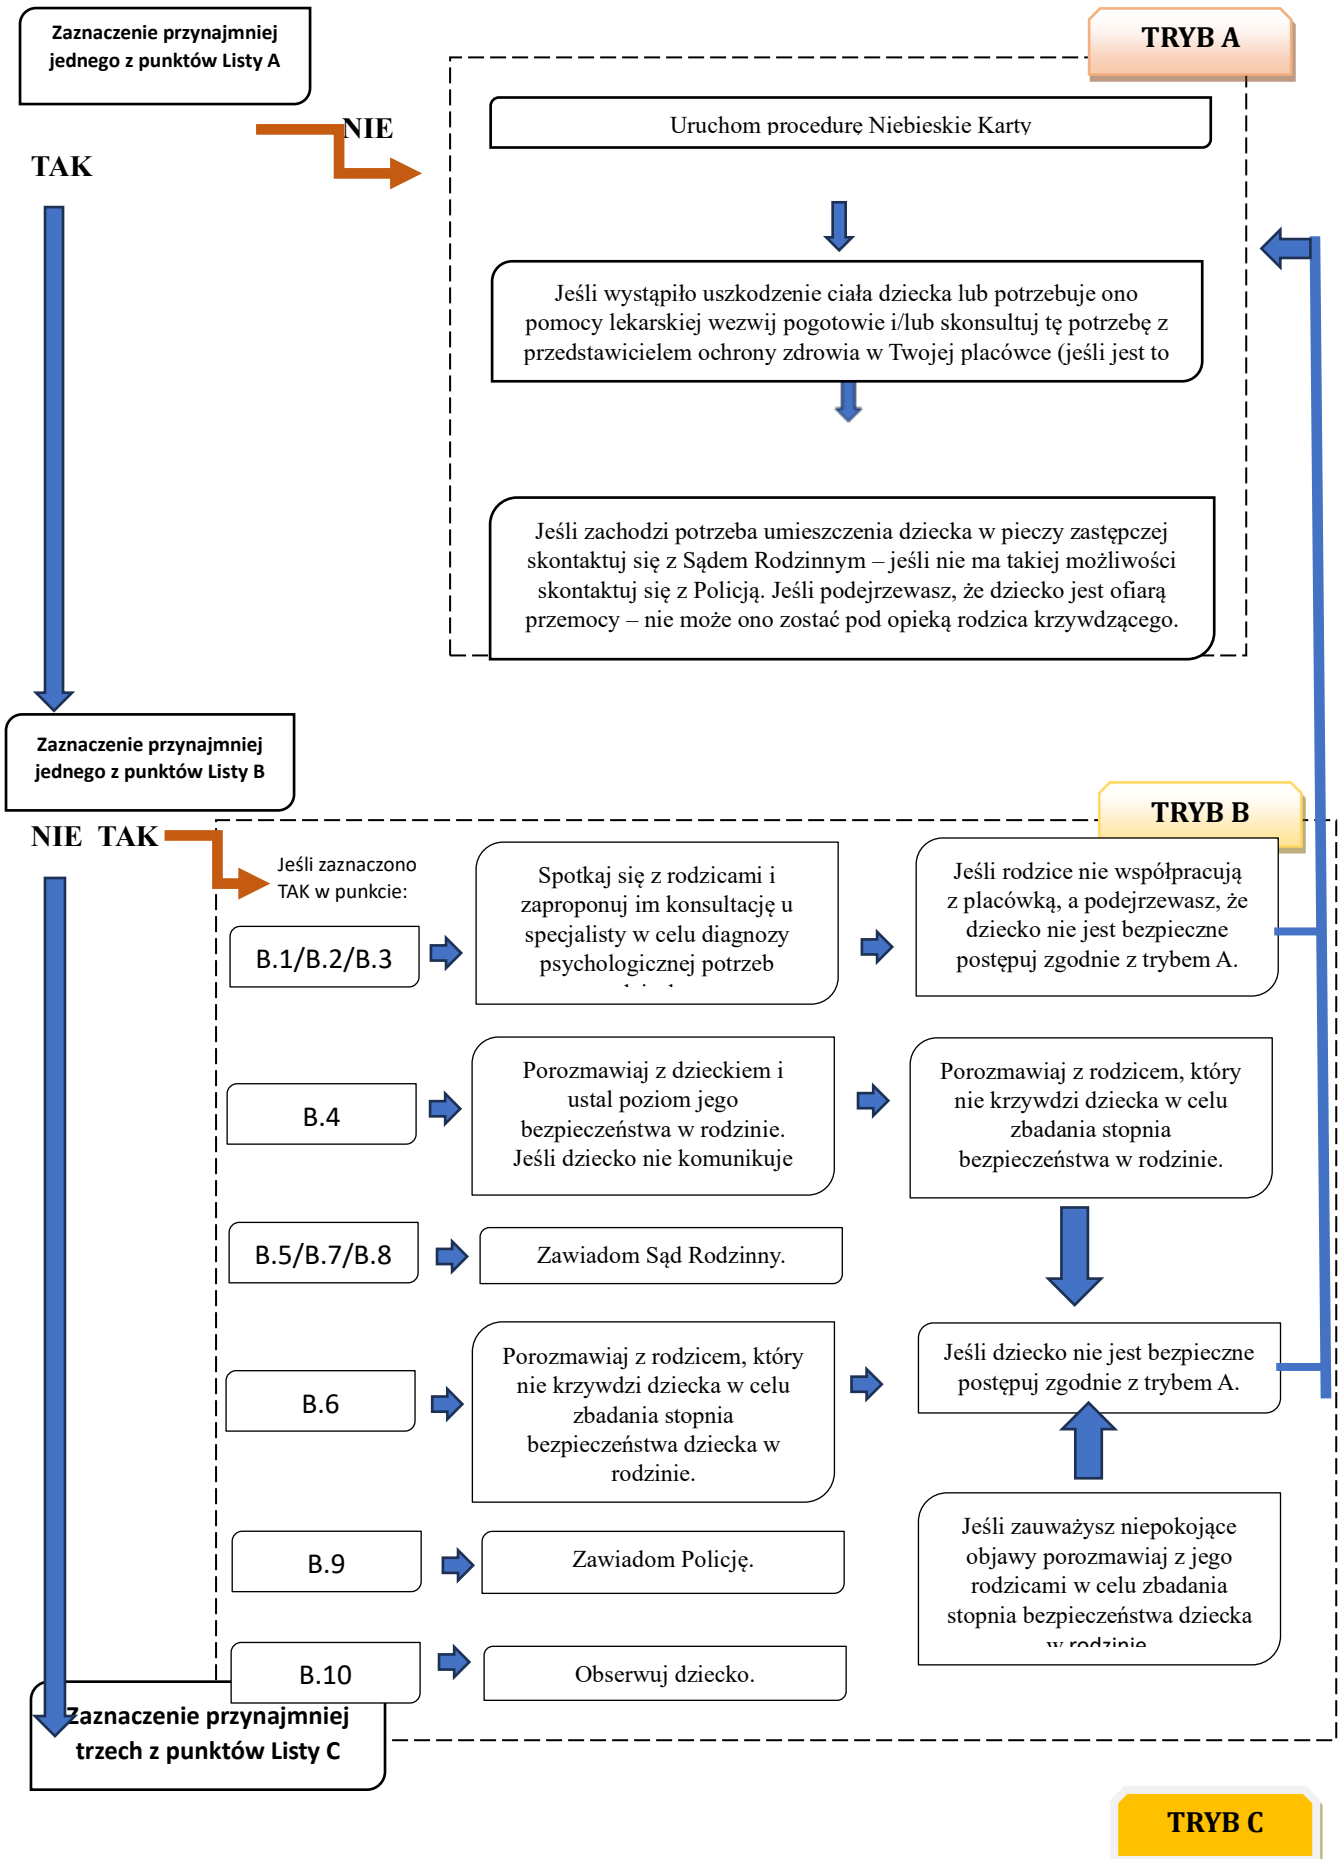 Zaznaczenie przynajmniej
jednego z punktów Listy A
TRYB A
NIE
TAK
Uruchom procedurę Niebieskie Karty
Jeśli wystąpiło uszkodzenie ciała dziecka lub potrzebuje ono
pomocy lekarskiej wezwij pogotowie i/lub skonsultuj tę potrzebę z
przedstawicielem ochrony zdrowia w Twojej placówce (jeśli jest to
Jeśli zachodzi potrzeba umieszczenia dziecka w pieczy zastępczej
skontaktuj się z Sądem Rodzinnym – jeśli nie ma takiej możliwości
skontaktuj się z Policją. Jeśli podejrzewasz, że dziecko jest ofiarą
przemocy – nie może ono zostać pod opieką rodzica krzywdzącego.
Zaznaczenie przynajmniej
jednego z punktów Listy B
TRYB B
NIE TAK
Jeśli zaznaczono
TAK w punkcie:
B.1/B.2/B.3
Spotkaj się z rodzicami i
zaproponuj im konsultację u
specjalisty w celu diagnozy
psychologicznej potrzeb
Jeśli rodzice nie współpracują
z placówką, a podejrzewasz, że
dziecko nie jest bezpieczne
postępuj zgodnie z trybem A.
B.4
Porozmawiaj z dzieckiem i
ustal poziom jego
bezpieczeństwa w rodzinie.
Jeśli dziecko nie komunikuje
Porozmawiaj z rodzicem, który
nie krzywdzi dziecka w celu
zbadania stopnia
bezpieczeństwa w rodzinie.
B.5/B.7/B.8
Zawiadom Sąd Rodzinny.
B.6
Porozmawiaj z rodzicem, który
nie krzywdzi dziecka w celu
zbadania stopnia
bezpieczeństwa dziecka w
rodzinie.
Jeśli dziecko nie jest bezpieczne
postępuj zgodnie z trybem A.
B.9
Zawiadom Policję.
Jeśli zauważysz niepokojące
objawy porozmawiaj z jego
rodzicami w celu zbadania
stopnia bezpieczeństwa dziecka
w rodzinie
B.10
Obserwuj dziecko.
Zaznaczenie przynajmniej
trzech z punktów Listy C
TRYB C